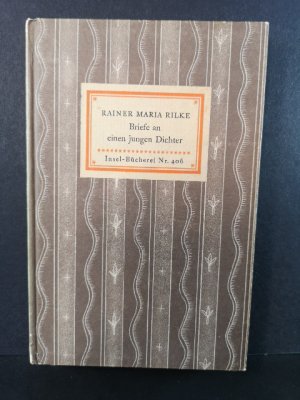 RAINER MARIA RILKE
Briefe an
einen jungen Dichter
Insel-Bücherei Nr. 406